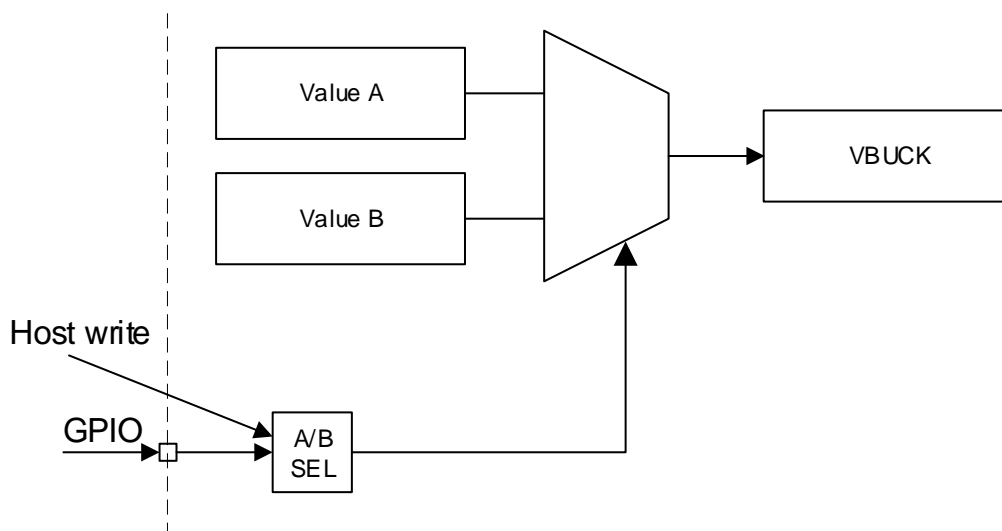 Value A
VBUCK
Value B
Host write
GPIO
A/B
SEL